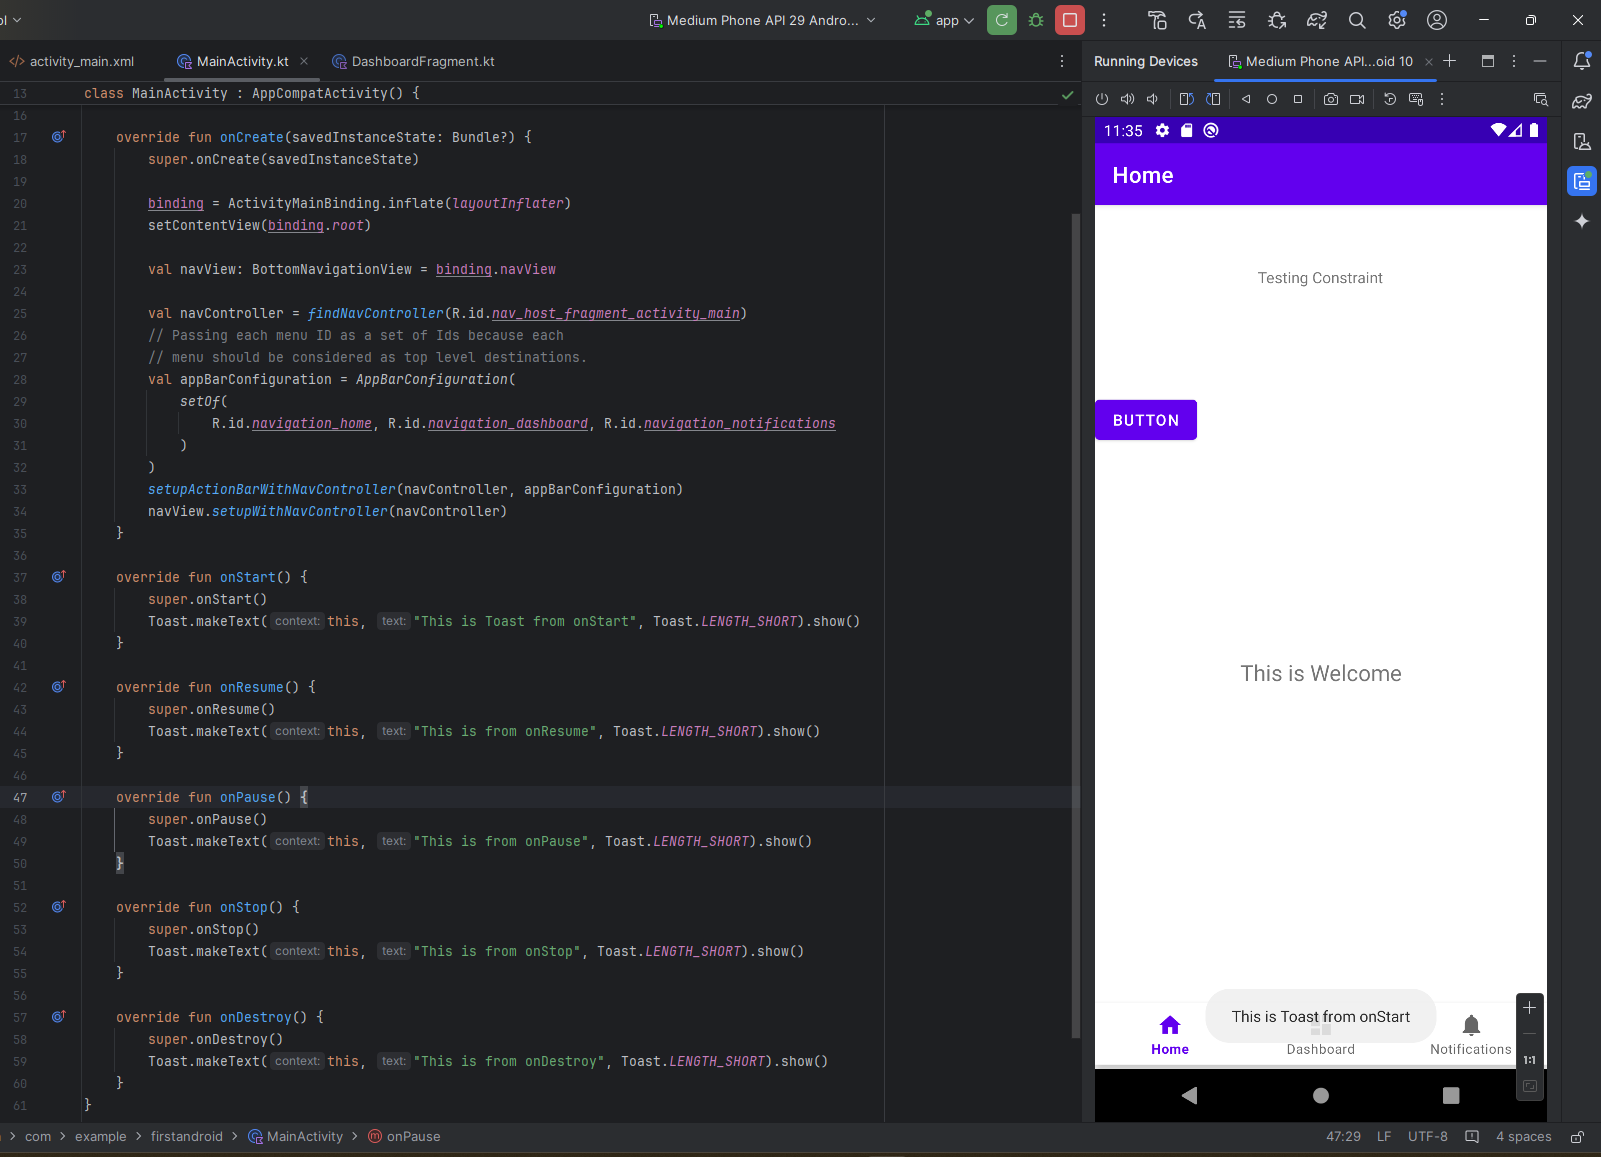 ol
Medium Phone API 29 Andro...
app
activity_main.xml
MainActivity.kt
DashboardFragment.kt
Running Devices
Medium Phone API...oid 10
13 class MainActivity : AppCompatActivity() {
16
17 override fun onCreate(savedInstanceState: Bundle?) {
18 super.onCreate(savedInstanceState)
19
20 binding = ActivityMainBinding.inflate(layoutInflater)
21 setContentView(binding.root)
22
23 val navView: BottomNavigationView = binding.navView
24
25 val navController = findNavController(R.id.nav_host_fragment_activity_main)
26 // Passing each menu ID as a set of Ids because each
27 // menu should be considered as top level destinations.
28 val appBarConfiguration = AppBarConfiguration(
29 setOf(
30 R.id.navigation_home, R.id.navigation_dashboard, R.id.navigation_notifications
31 )
32 )
33 setupActionBarWithNavController(navController, appBarConfiguration)
34 navView.setupWithNavController(navController)
35 }
36
37 override fun onStart() {
38 super.onStart()
39 Toast.makeText( context: this, text: "This is Toast from onStart", Toast.LENGTH_SHORT).show()
40 }
41
42 override fun onResume() {
43 super.onResume()
44 Toast.makeText( context: this, text: "This is from onResume", Toast.LENGTH_SHORT).show()
45 }
46
47 override fun onPause() {
48 super.onPause()
49 Toast.makeText( context: this, text: "This is from onPause", Toast.LENGTH_SHORT).show()
50 }
51
52 override fun onStop() {
53 super.onStop()
54 Toast.makeText( context: this, text: "This is from onStop", Toast.LENGTH_SHORT).show()
55 }
56
57 override fun onDestroy() {
58 super.onDestroy()
59 Toast.makeText( context: this, text: "This is from onDestroy", Toast.LENGTH_SHORT).show()
60 }
61 }
11:35
Home
Testing Constraint
BUTTON
This is Welcome
This is Toast from onStart
Home
Dashboard
Notifications
1:1
com
example
firstandroid
MainActivity
onPause
47:29
LF
UTF-8
4 spaces